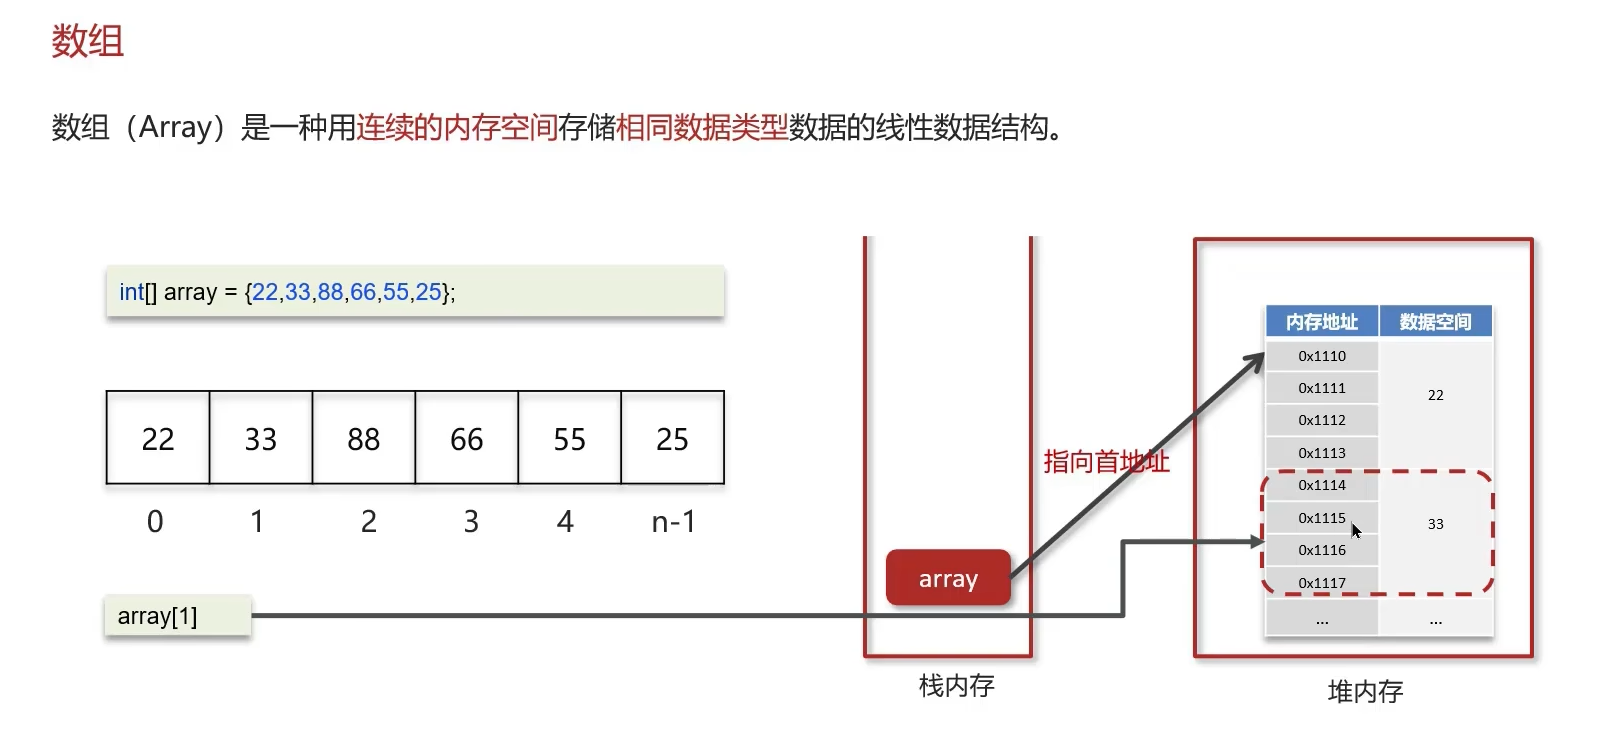 数组
数组（Array）是一种用连续的内存空间存储相同数据类型数据的线性数据结构。
int[] array = {22,33,88,66,55,25};
22 33 88 66 55 25
0 1 2 3 4 n-1
array[1]
array
栈内存
指向首地址
内存地址 数据空间
0x1110
0x1111
22
0x1112
0x1113
0x1114
0x1115
33
0x1116
0x1117
... ...
堆内存